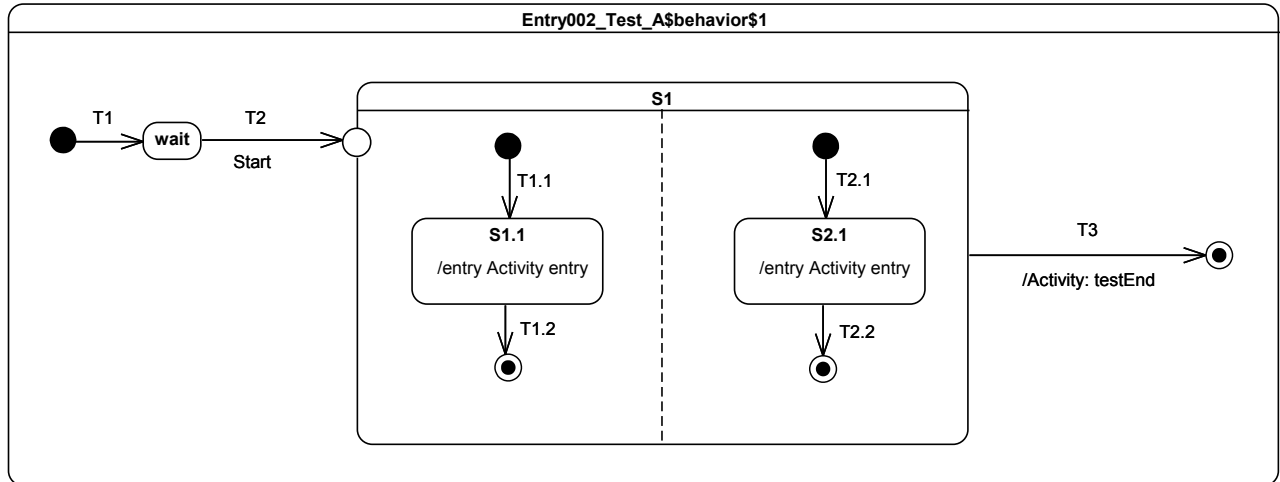 Entry002_Test_A$behavior$1
S1
T1
wait
T2
Start
T1.1
S1.1
/entry Activity entry
T1.2
T2.1
S2.1
/entry Activity entry
T2.2
T3
/Activity: testEnd